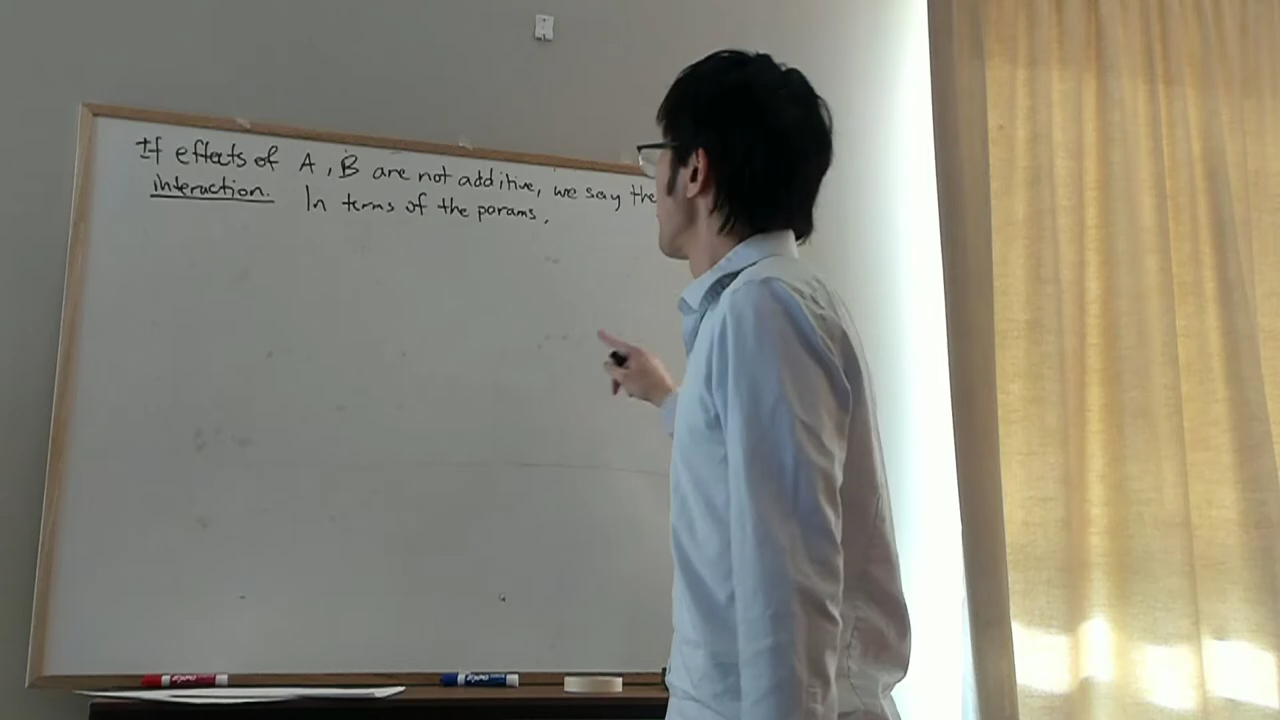 If effects of A, B are not additive, we say the
interaction. In terms of the params,